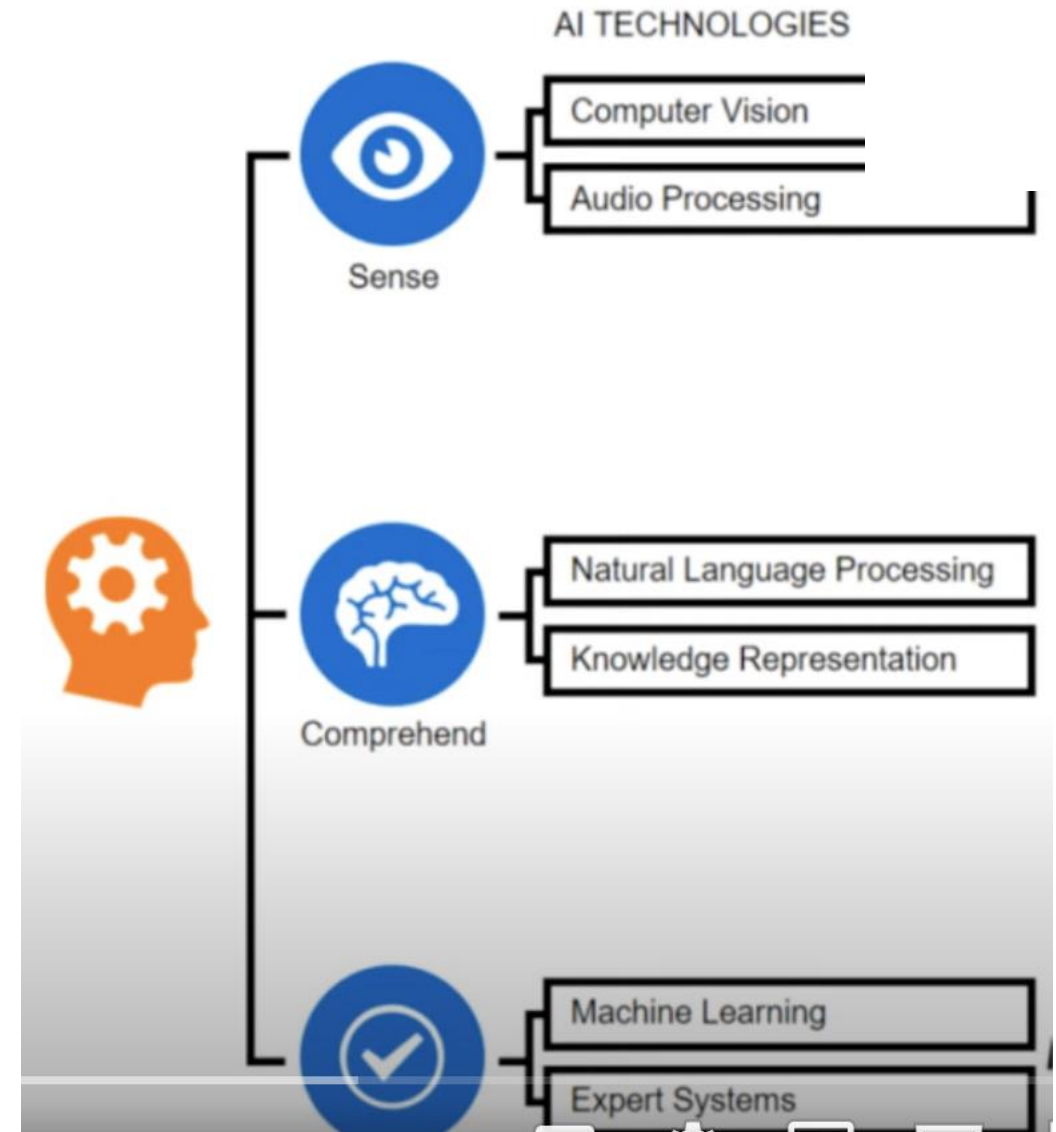 AI TECHNOLOGIES
Computer Vision
Audio Processing
Sense
Natural Language Processing
Knowledge Representation
Comprehend
Machine Learning
Expert Systems